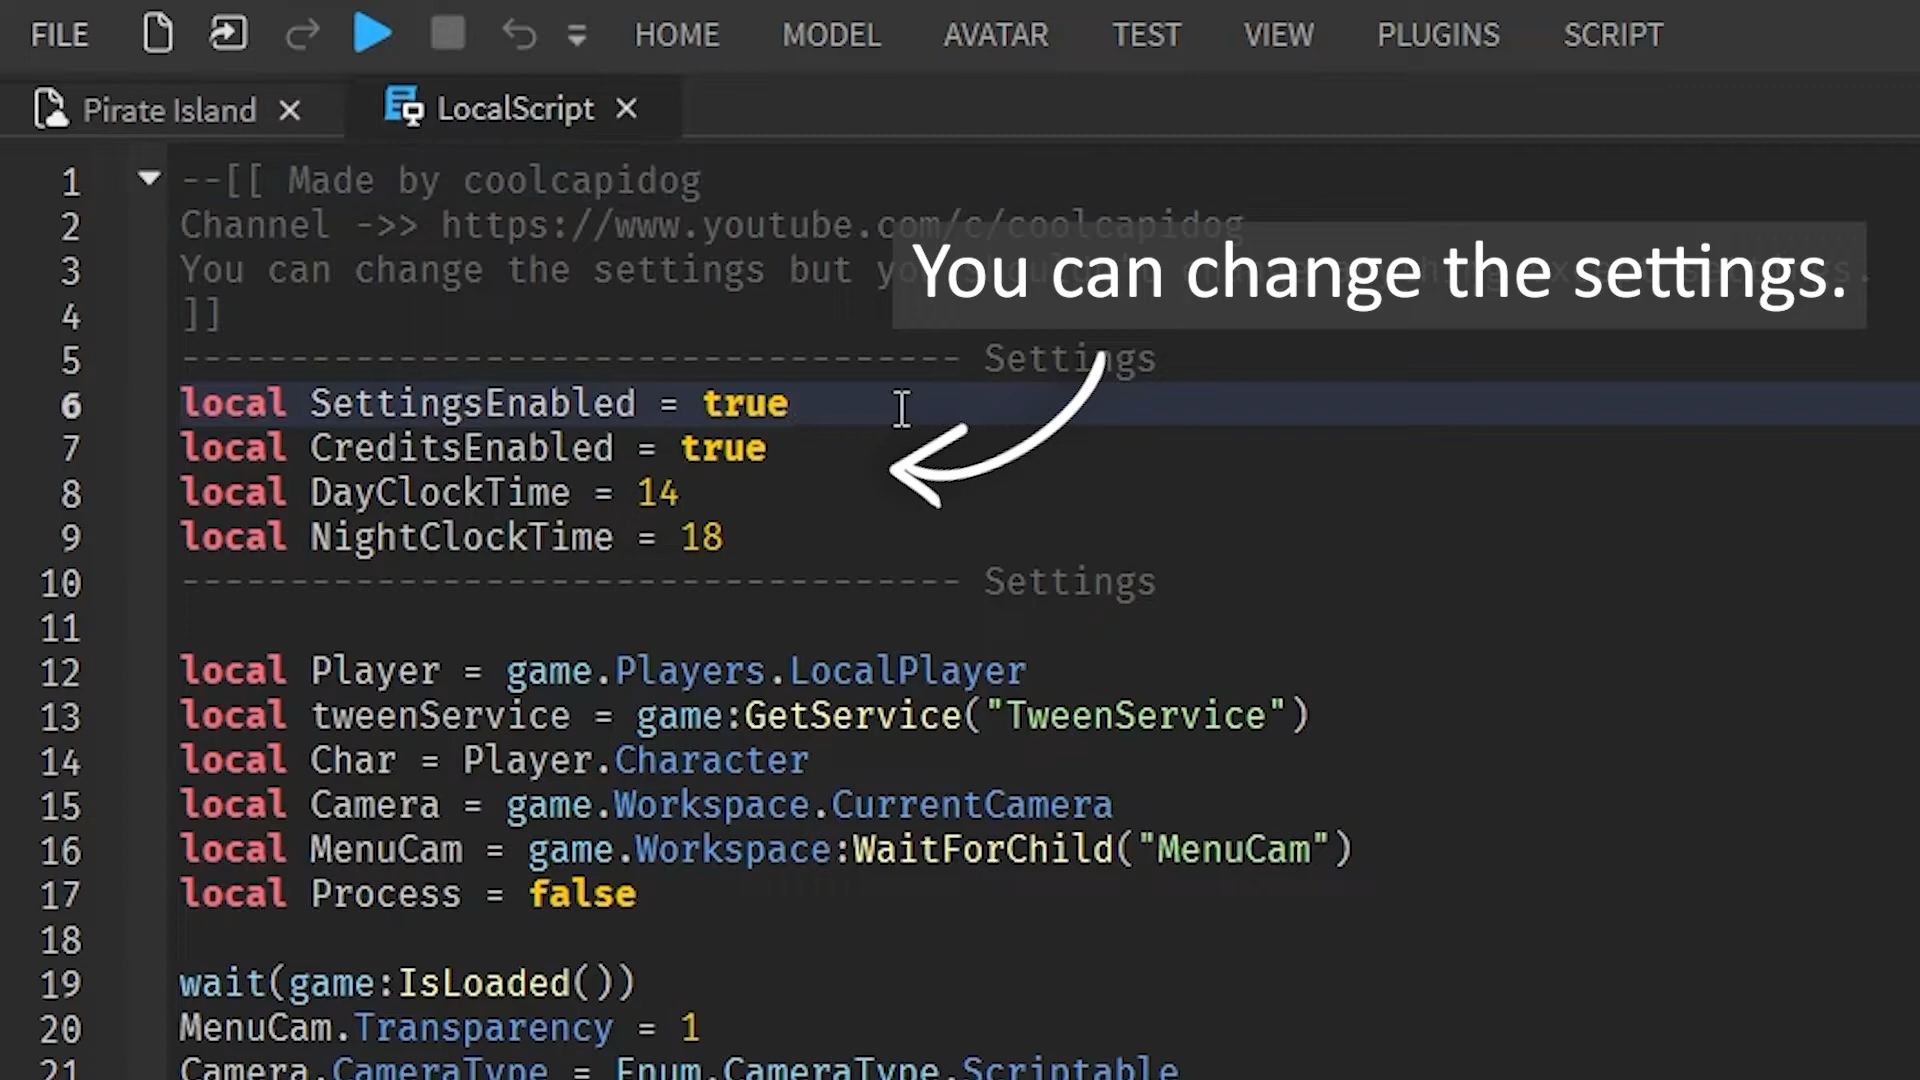 FILE HOME MODEL AVATAR TEST VIEW PLUGINS SCRIPT
Pirate Island LocalScript
1 --[[ Made by coolcapidog
2 Channel ->> https://www.youtube.com/c/coolcapidog
3 You can change the settings but
You can change the settings.
4 ]]
5 ------------------------------------ Settings
6 local SettingsEnabled = true
7 local CreditsEnabled = true
8 local DayClockTime = 14
9 local NightClockTime = 18
10 ------------------------------------ Settings
11
12 local Player = game.Players.LocalPlayer
13 local tweenService = game:GetService("TweenService")
14 local Char = Player.Character
15 local Camera = game.Workspace.CurrentCamera
16 local MenuCam = game.Workspace:WaitForChild("MenuCam")
17 local Process = false
18
19 wait(game:IsLoaded())
20 MenuCam.Transparency = 1
21 Camera.CameraType = Enum.CameraType.Scriptable